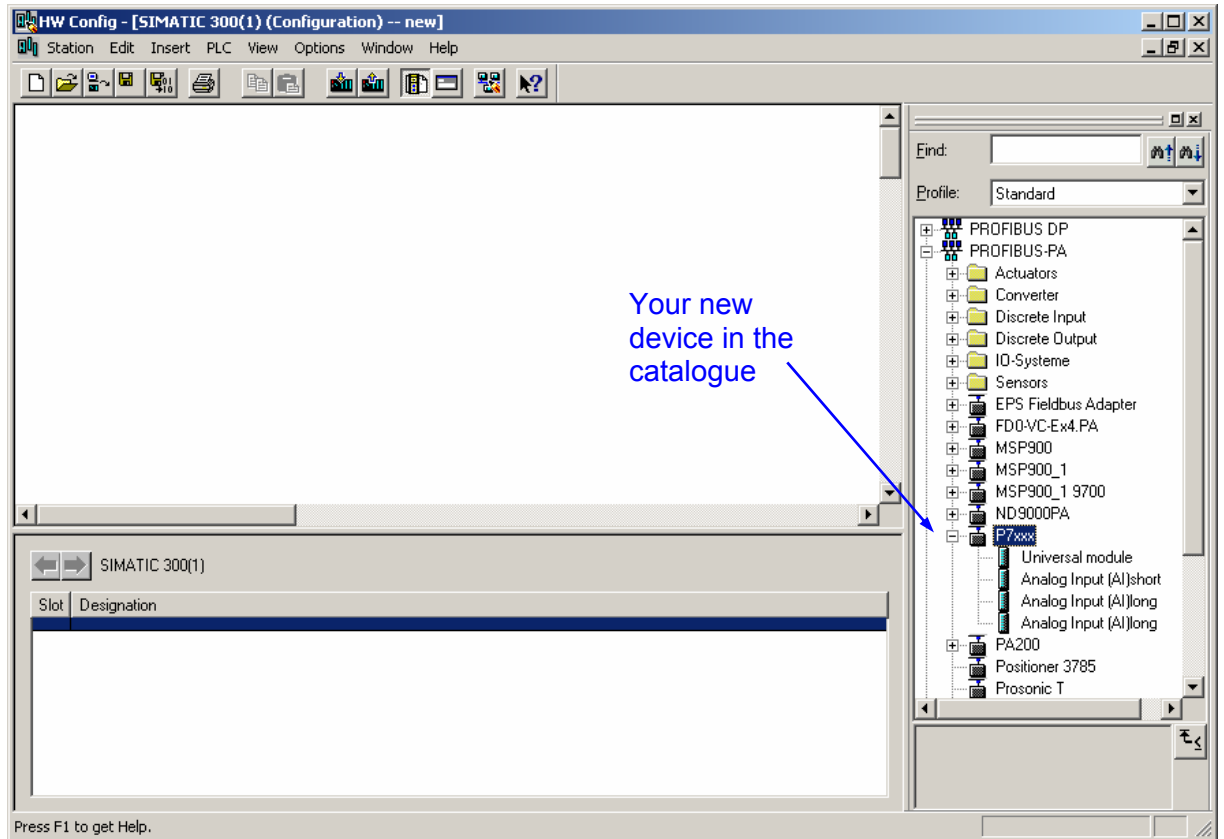 HW Config - [SIMATIC 300(1) (Configuration) -- new]
Station Edit Insert PLC View Options Window Help
Find:
Profile: Standard
PROFIBUS DP
PROFIBUS-PA
Actuators
Converter
Discrete Input
Discrete Output
IO-Systeme
Sensors
EPS Fieldbus Adapter
FD0-VC-Ex4.PA
MSP900
MSP900_1
MSP900_1 9700
ND9000PA
P7xxx
Universal module
Analog Input (AI)short
Analog Input (AI)long
Analog Input (AI)long
PA200
Positioner 3785
Prosonic T
Your new
device in the
catalogue
SIMATIC 300(1)
Slot Designation
Press F1 to get Help.